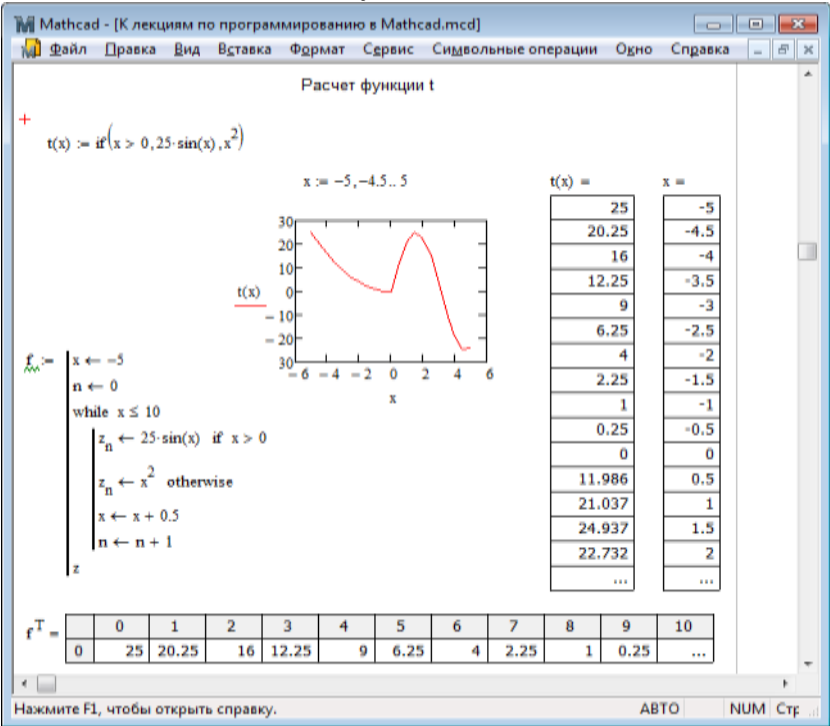 Mathcad - [К лекциям по программированию в Mathcad.mcd]
Файл Правка Вид Вставка Формат Сервис Символьные операции Окно Справка
Расчет функции t
t(x) := if(x > 0, 25·sin(x), x²)
x := −5, −4.5.. 5
t(x) =
25
20.25
16
12.25
9
6.25
4
2.25
1
0.25
0
11.986
21.037
24.937
22.732
...
x =
-5
-4.5
-4
-3.5
-3
-2.5
-2
-1.5
-1
-0.5
0
0.5
1
1.5
2
...
30
20
10
t(x) 0
− 10
− 20
30
− 6 − 4 − 2 0 2 4 6
x
f := x ← −5
n ← 0
while x ≤ 10
zₙ ← 25·sin(x) if x > 0
zₙ ← x² otherwise
x ← x + 0.5
n ← n + 1
z
fᵀ =
0 1 2 3 4 5 6 7 8 9 10
0 25 20.25 16 12.25 9 6.25 4 2.25 1 0.25 ...
Нажмите F1, чтобы открыть справку. АВТО NUM Стр